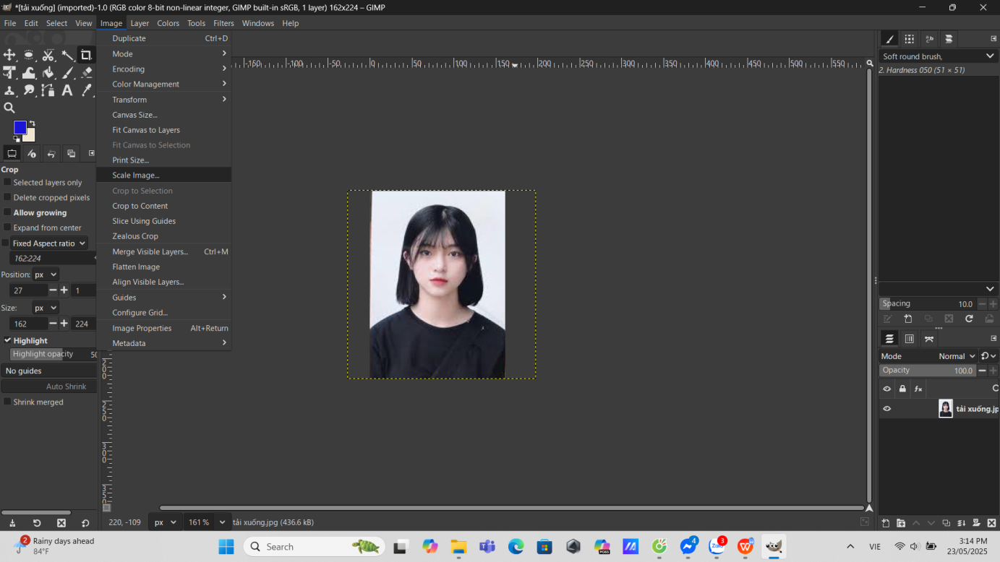 *[tải xuống] (imported)-1.0 (RGB color 8-bit non-linear integer, GIMP built-in sRGB, 1 layer) 162x224 – GIMP
File Edit Select View Image Layer Colors Tools Filters Windows Help
Duplicate Ctrl+D
Mode
Encoding
Color Management
Transform
Canvas Size...
Fit Canvas to Layers
Fit Canvas to Selection
Print Size...
Scale Image...
Crop to Selection
Crop to Content
Slice Using Guides
Zealous Crop
Merge Visible Layers... Ctrl+M
Flatten Image
Align Visible Layers...
Guides
Configure Grid...
Image Properties Alt+Return
Metadata
-150 -100 -50 0 50 100 150 200 250 300 350 400 450 500 550
200
250
300
350
Crop
Selected layers only
Delete cropped pixels
Allow growing
Expand from center
Fixed Aspect ratio
162:224
Position: px
27 1
Size: px
162 224
Highlight
Highlight opacity 50
No guides
Auto Shrink
Shrink merged
Soft round brush,
2. Hardness 050 (51 × 51)
Spacing 10.0
Mode Normal
Opacity 100.0
fx
tải xuống.jp
220, -109 px 161 % tải xuống.jpg (436.6 kB)
2
Rainy days ahead
84°F
Search
M365
4
Zalo
3
VIE
3:14 PM
23/05/2025